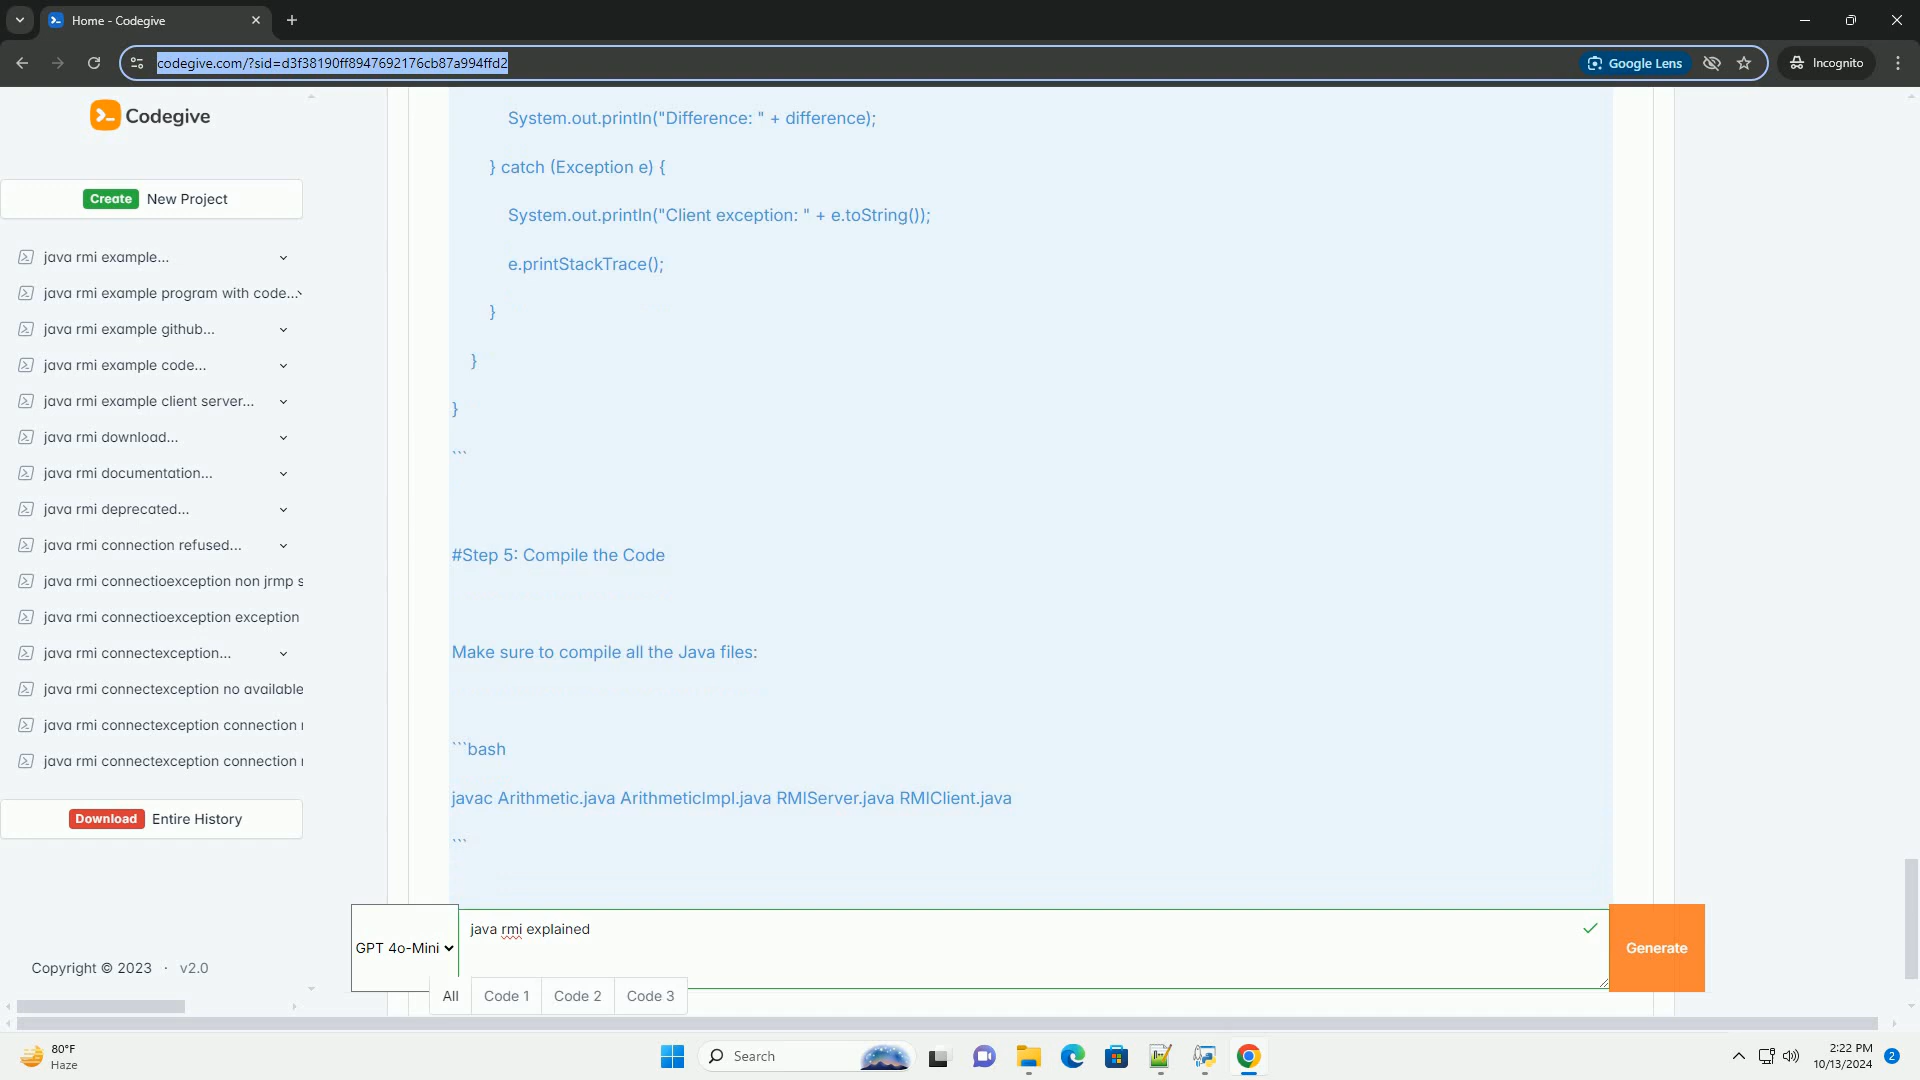 Home - Codegive
codegive.com/?sid=d3f38190ff8947692176cb87a994ffd2
Google Lens
Incognito
Codegive
Create New Project
java rmi example...
java rmi example program with code...
java rmi example github...
java rmi example code...
java rmi example client server...
java rmi download...
java rmi documentation...
java rmi deprecated...
java rmi connection refused...
java rmi connectioexception non jrmp s
java rmi connectioexception exception
java rmi connectexception...
java rmi connectexception no available
java rmi connectexception connection r
java rmi connectexception connection r
Download Entire History
Copyright © 2023 · v2.0
System.out.println("Difference: " + difference);
} catch (Exception e) {
System.out.println("Client exception: " + e.toString());
e.printStackTrace();
}
}
}
```
#Step 5: Compile the Code
Make sure to compile all the Java files:
```bash
javac Arithmetic.java ArithmeticImpl.java RMIServer.java RMIClient.java
```
GPT 4o-Mini
java rmi explained
Generate
All Code 1 Code 2 Code 3
80°F
Haze
Search
2:22 PM
10/13/2024
2